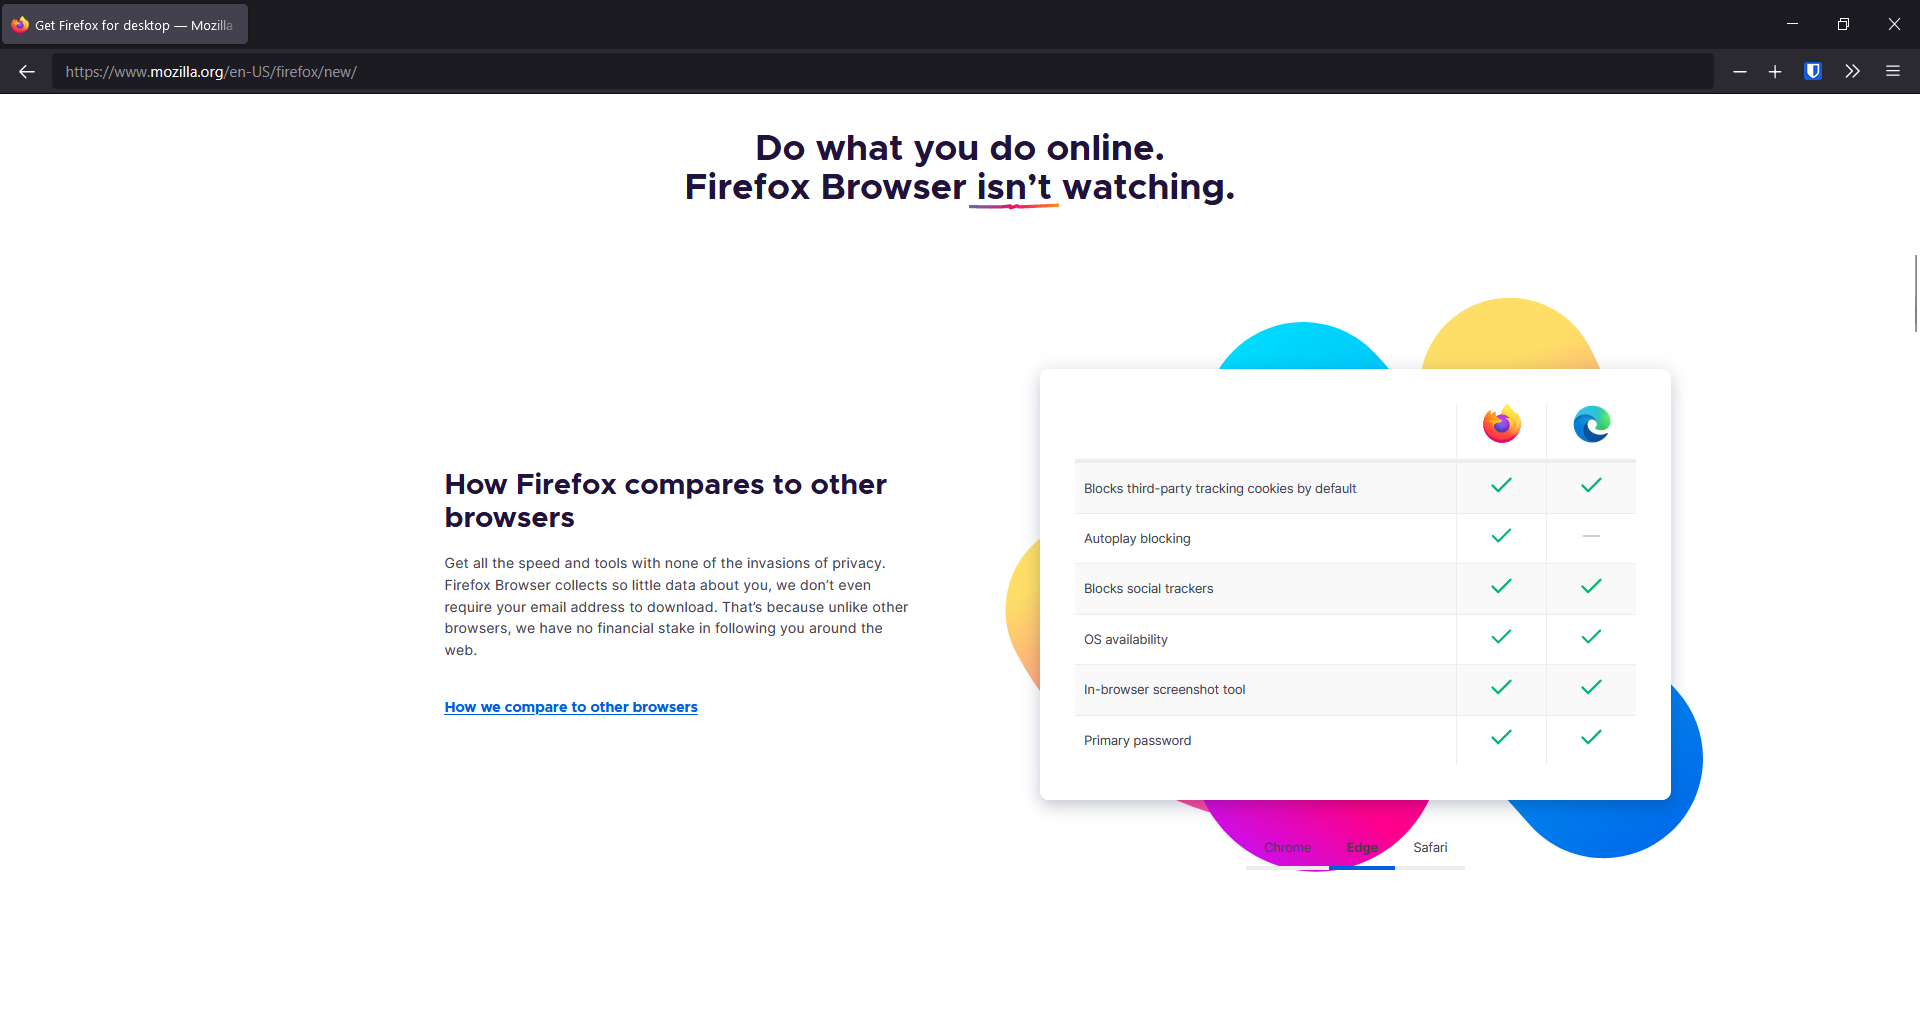 Get Firefox for desktop — Mozilla
https://www.mozilla.org/en-US/firefox/new/
Do what you do online.
Firefox Browser isn’t watching.
How Firefox compares to other
browsers
Get all the speed and tools with none of the invasions of privacy.
Firefox Browser collects so little data about you, we don’t even
require your email address to download. That’s because unlike other
browsers, we have no financial stake in following you around the
web.
How we compare to other browsers
Blocks third-party tracking cookies by default
Autoplay blocking
Blocks social trackers
OS availability
In-browser screenshot tool
Primary password
Chrome Edge Safari